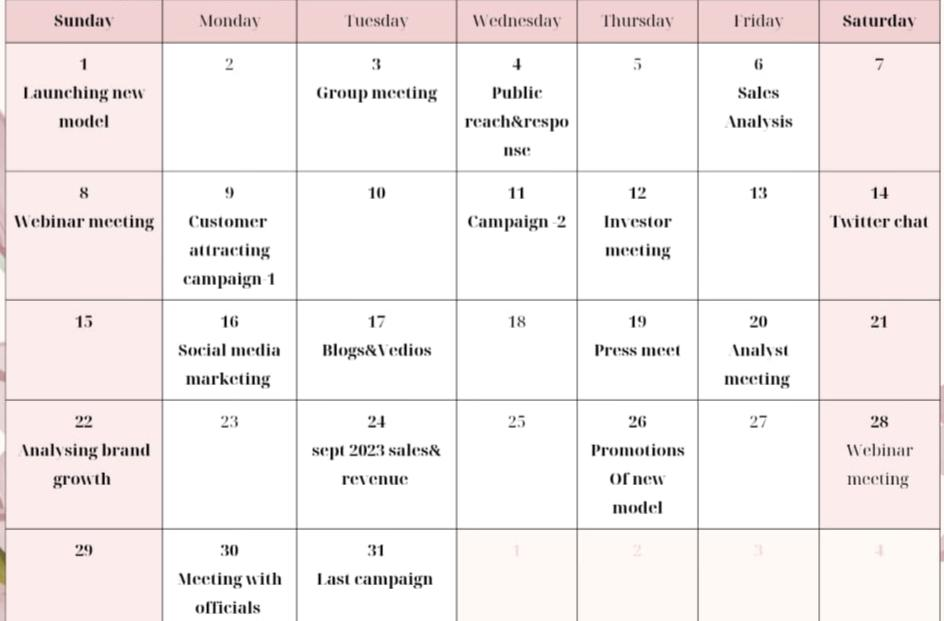 Sunday Monday Tuesday Wednesday Thursday Friday Saturday
1
Launching new
model
2
3
Group meeting
4
Public
reach&respo
nse
5
6
Sales
Analysis
7
8
Webinar meeting
9
Customer
attracting
campaign-1
10
11
Campaign -2
12
Investor
meeting
13
14
Twitter chat
15
16
Social media
marketing
17
Blogs&Vedios
18
19
Press meet
20
Analyst
meeting
21
22
Analysing brand
growth
23
24
sept 2023 sales&
revenue
25
26
Promotions
Of new
model
27
28
Webinar
meeting
29
30
Meeting with
officials
31
Last campaign
1
2
3
4